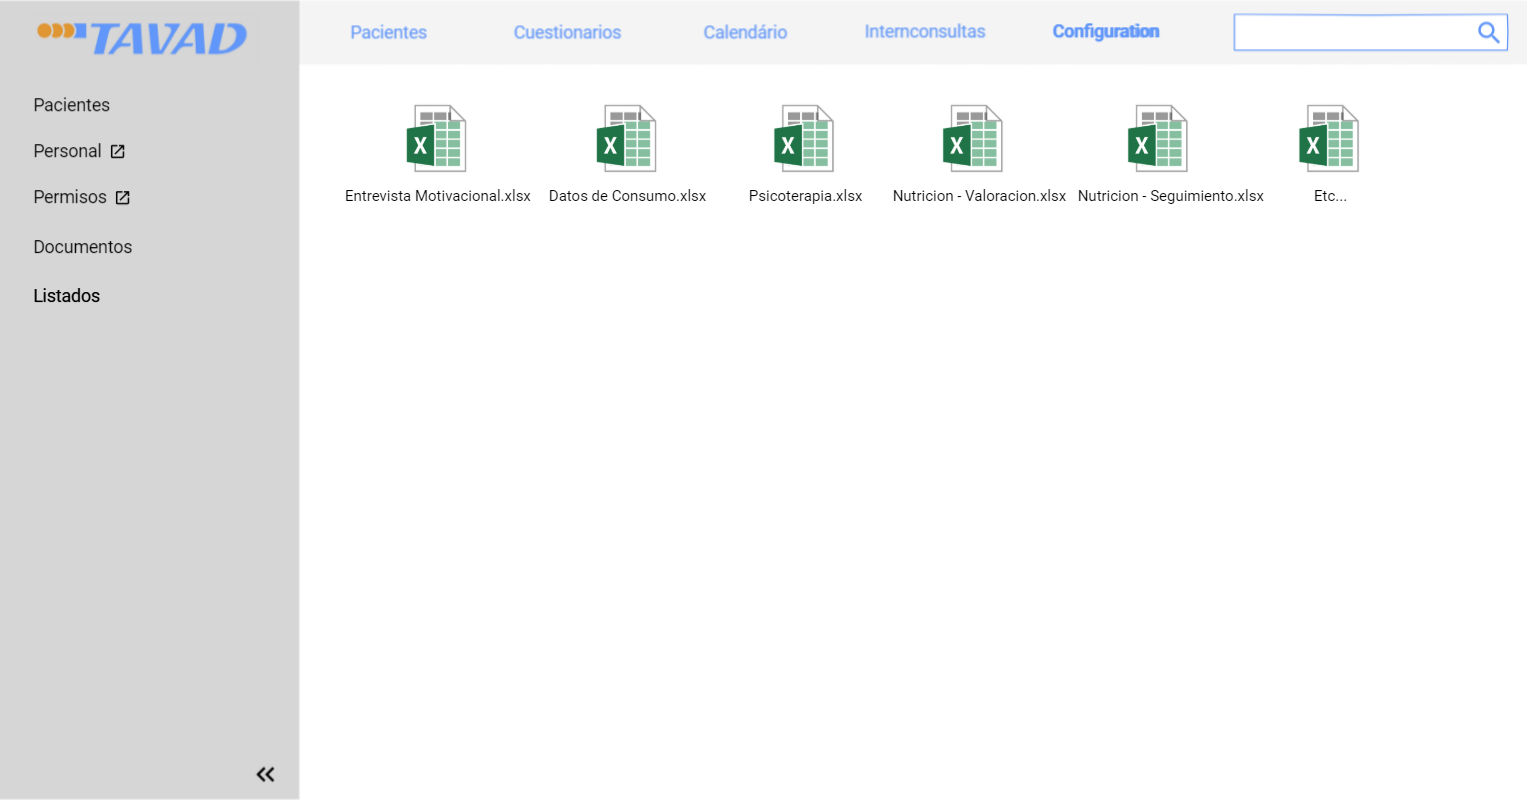 TAVAD
Pacientes
Cuestionarios
Calendário
Internconsultas
Configuration
Pacientes
Personal
Permisos
Documentos
Listados
X
X
X
X
X
X
Entrevista Motivacional.xlsx
Datos de Consumo.xlsx
Psicoterapia.xlsx
Nutricion - Valoracion.xlsx
Nutricion - Seguimiento.xlsx
Etc...